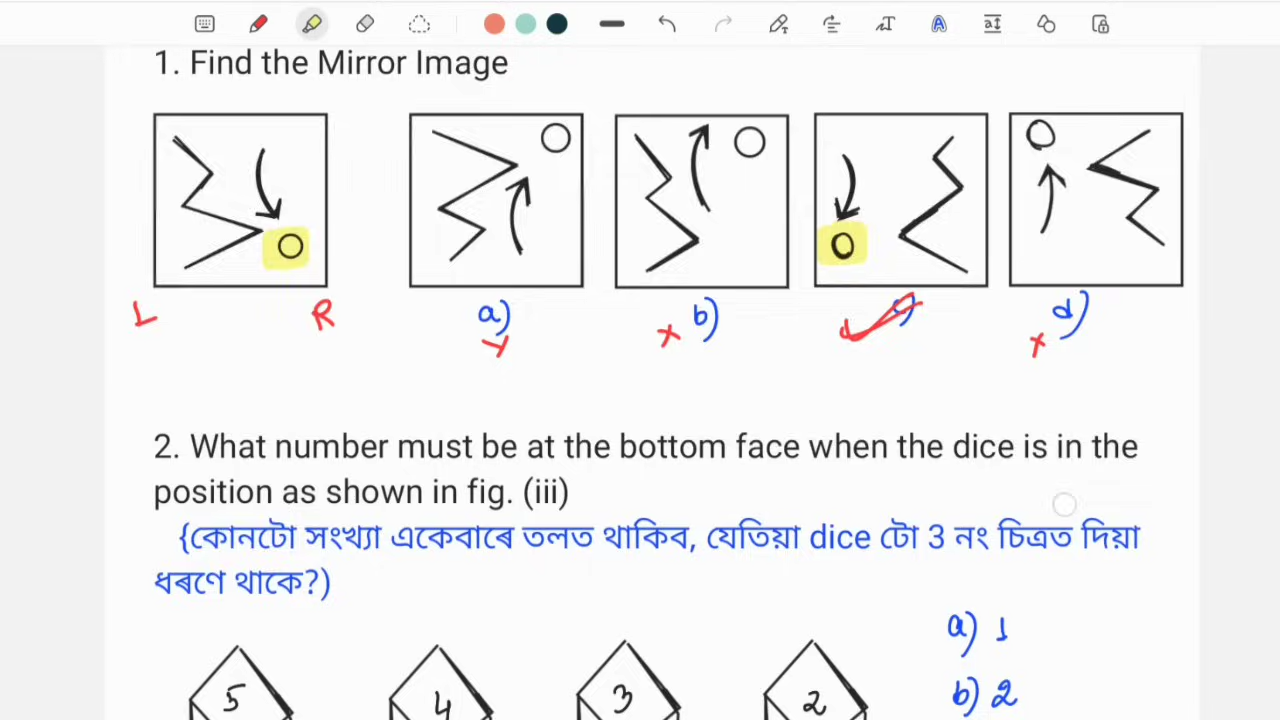 1. Find the Mirror Image
L R a) b) c) d)
2. What number must be at the bottom face when the dice is in the
position as shown in fig. (iii)
{কোনটো সংখ্যা একেবাৰে তলত থাকিব, যেতিয়া dice টো 3 নং চিত্ৰত দিয়া
ধৰণে থাকে?)
a) 1
b) 2
5 4 3 2